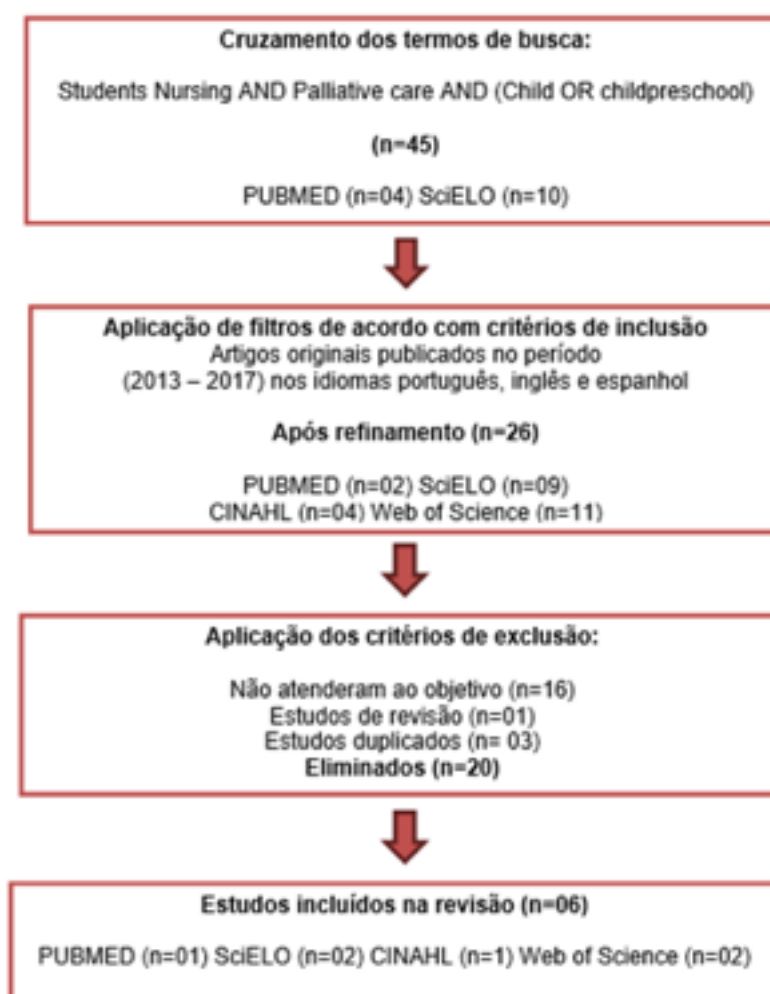 Cruzamento dos termos de busca:
Students Nursing AND Palliative care AND (Child OR childpreschool)
(n=45)
PUBMED (n=04) SciELO (n=10)
Aplicação de filtros de acordo com critérios de inclusão
Artigos originais publicados no período
(2013 – 2017) nos idiomas português, inglês e espanhol
Após refinamento (n=26)
PUBMED (n=02) SciELO (n=09)
CINAHL (n=04) Web of Science (n=11)
Aplicação dos critérios de exclusão:
Não atenderam ao objetivo (n=16)
Estudos de revisão (n=01)
Estudos duplicados (n= 03)
Eliminados (n=20)
Estudos incluídos na revisão (n=06)
PUBMED (n=01) SciELO (n=02) CINAHL (n=1) Web of Science (n=02)